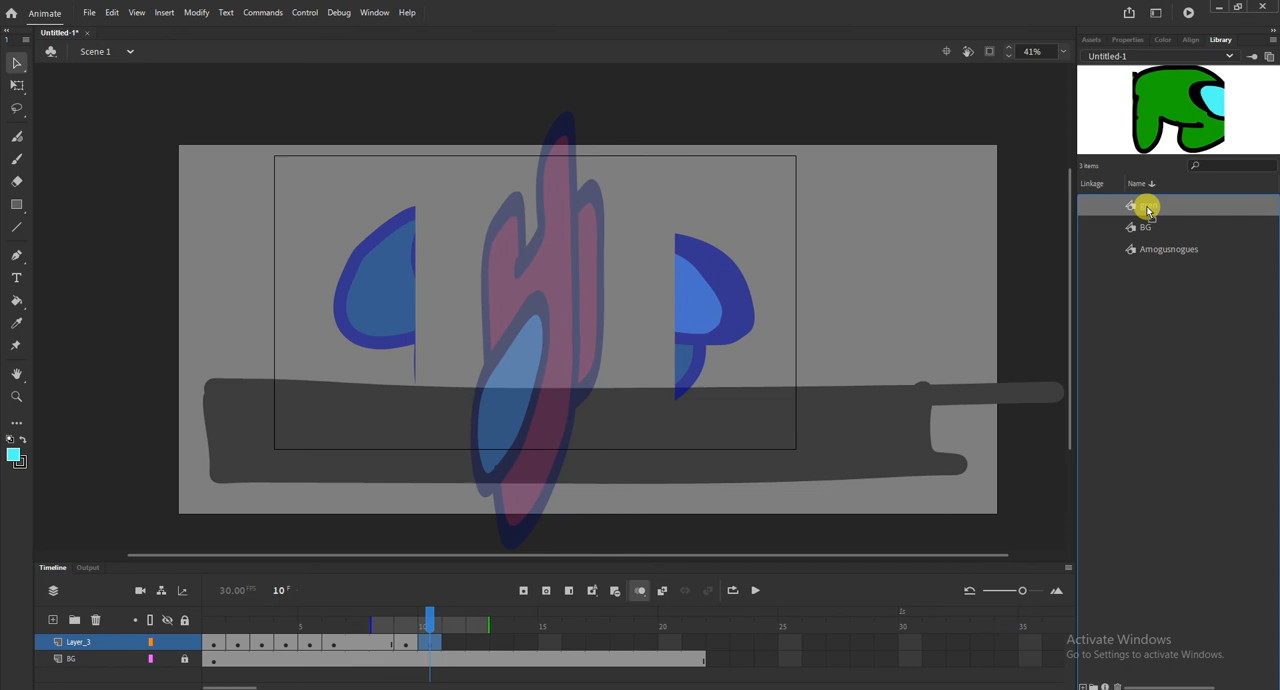 Animate File Edit View Insert Modify Text Commands Control Debug Window Help
Untitled-1* ×
Scene 1 41%
Assets Properties Color Align Library
Untitled-1
3 Items
Linkage Name
BG
Amogusnogues
Timeline Output
30.00 FPS 10 F
1s
5 10 15 20 25 30 35
Layer_3
BG
Activate Windows
Go to Settings to activate Windows.